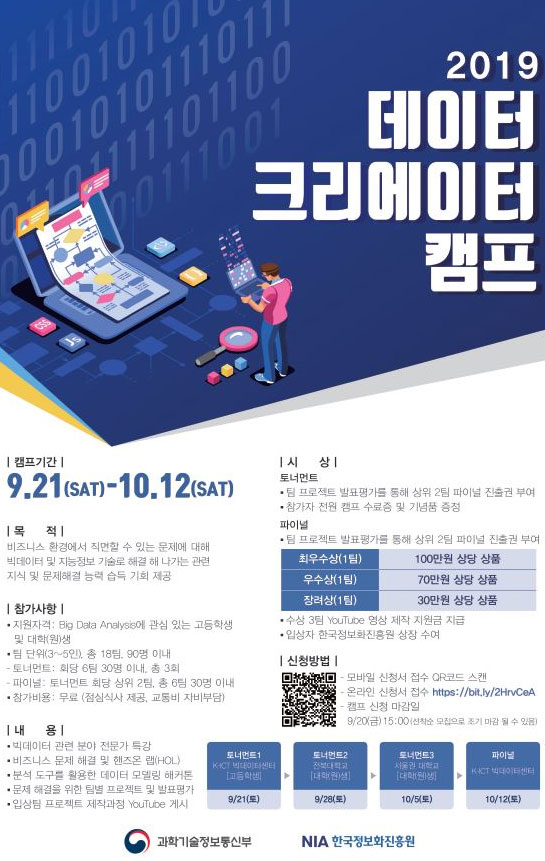 2019
데이터
크리에이터
캠프
CSS
JS
| 캠프기간 |
9.21(SAT)-10.12(SAT)
| 목 적 |
비즈니스 환경에서 직면할 수 있는 문제에 대해
빅데이터 및 지능정보 기술로 해결 해 나가는 관련
지식 및 문제해결 능력 습득 기회 제공
| 참가사항 |
• 지원자격: Big Data Analysis에 관심 있는 고등학생
및 대학(원)생
• 팀 단위(3~5인), 총 18팀, 90명 이내
- 토너먼트: 회당 6팀 30명 이내, 총 3회
- 파이널: 토너먼트 회당 상위 2팀, 총 6팀 30명 이내
• 참가비용: 무료 (점심식사 제공, 교통비 자비부담)
| 내 용 |
• 빅데이터 관련 분야 전문가 특강
• 비즈니스 문제 해결 및 핸즈온 랩(HOL)
• 분석 도구를 활용한 데이터 모델링 해커톤
• 문제 해결을 위한 팀별 프로젝트 및 발표평가
• 입상팀 프로젝트 제작과정 YouTube 게시
| 시 상 |
토너먼트
• 팀 프로젝트 발표평가를 통해 상위 2팀 파이널 진출권 부여
• 참가자 전원 캠프 수료증 및 기념품 증정
파이널
• 팀 프로젝트 발표평가를 통해 상위 2팀 파이널 진출권 부여
최우수상(1팀) 100만원 상당 상품
우수상(1팀) 70만원 상당 상품
장려상(1팀) 30만원 상당 상품
• 수상 3팀 YouTube 영상 제작 지원금 지급
• 입상자 한국정보화진흥원 상장 수여
| 신청방법 |
- 모바일 신청서 접수 QR코드 스캔
- 온라인 신청서 접수 https://bit.ly/2HrvCeA
- 캠프 신청 마감일
9/20(금) 15:00 (선착순 모집으로 조기 마감 될 수 있음)
토너먼트1
K-ICT 빅데이터센터
[고등학생]
9/21(토)
토너먼트2
전북대학교
[대학(원)생]
9/28(토)
토너먼트3
서울권 대학교
[대학(원)생]
10/5(토)
파이널
K-ICT 빅데이터센터
10/12(토)
과학기술정보통신부
NIA 한국정보화진흥원